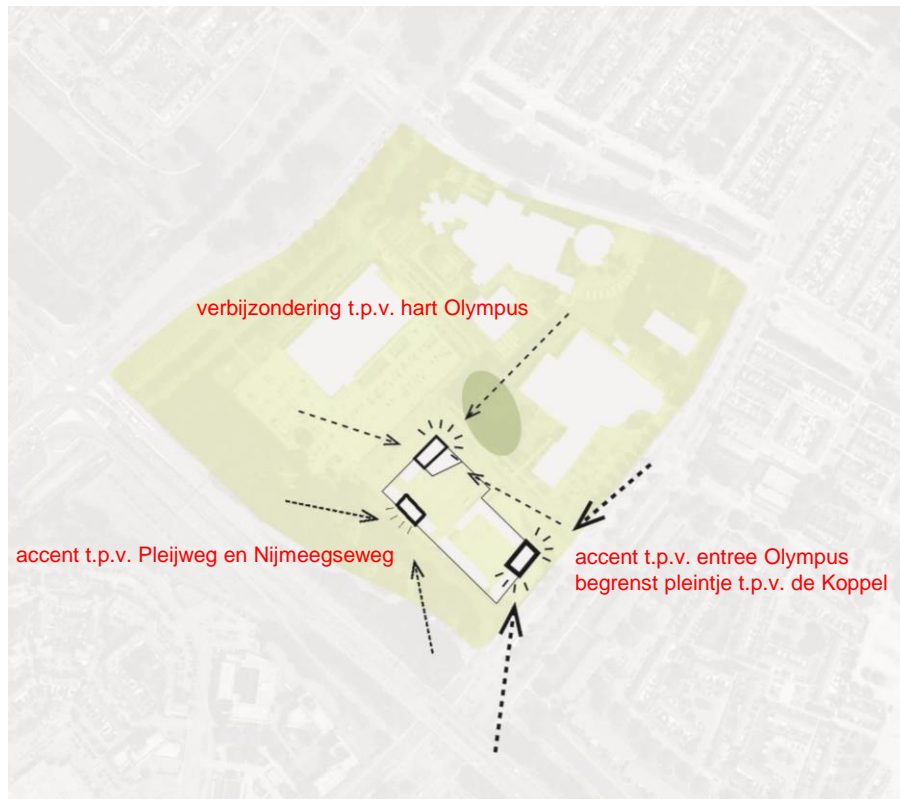 verbijzondering t.p.v. hart Olympus
accent t.p.v. Pleijweg en Nijmeegseweg
accent t.p.v. entree Olympus
begrenst pleintje t.p.v. de Koppel